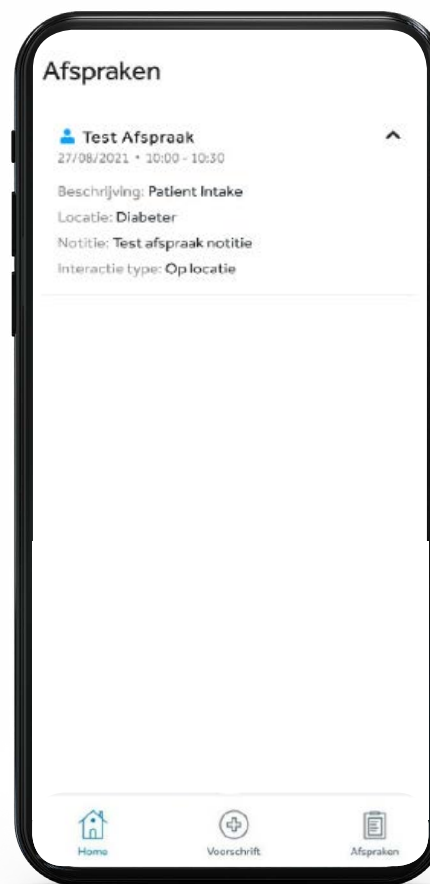 Afspraken
Test Afspraak
27/08/2021 • 10:00 - 10:30
Beschrijving: Patient Intake
Locatie: Diabeter
Notitie: Test afspraak notitie
Interactie type: Op locatie
Home
Voorschrift
Afspraken